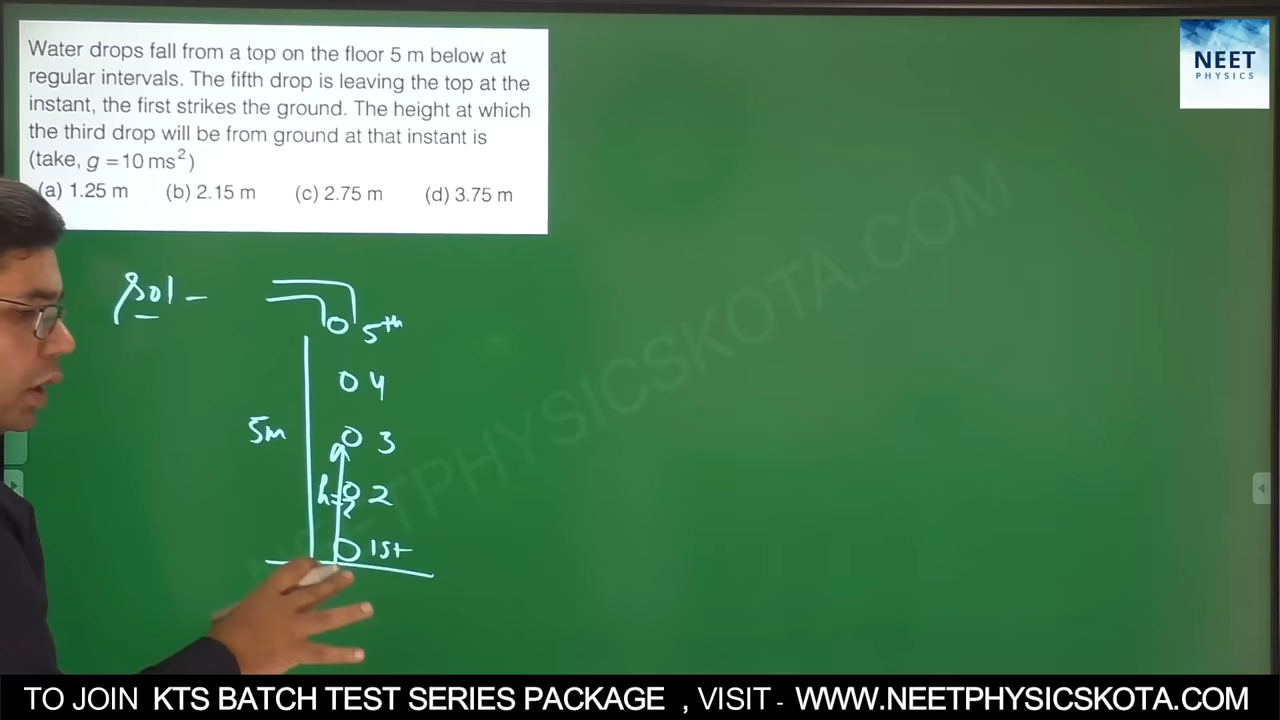 Water drops fall from a top on the floor 5 m below at
regular intervals. The fifth drop is leaving the top at the
instant, the first strikes the ground. The height at which
the third drop will be from ground at that instant is
(take, g = 10 ms²)
(a) 1.25 m (b) 2.15 m (c) 2.75 m (d) 3.75 m
NEET
PHYSICS
Sol -
5th
4
5m
3
h=?
2
1st
NEETPHYSICSKOTA.COM
TO JOIN KTS BATCH TEST SERIES PACKAGE , VISIT - WWW.NEETPHYSICSKOTA.COM